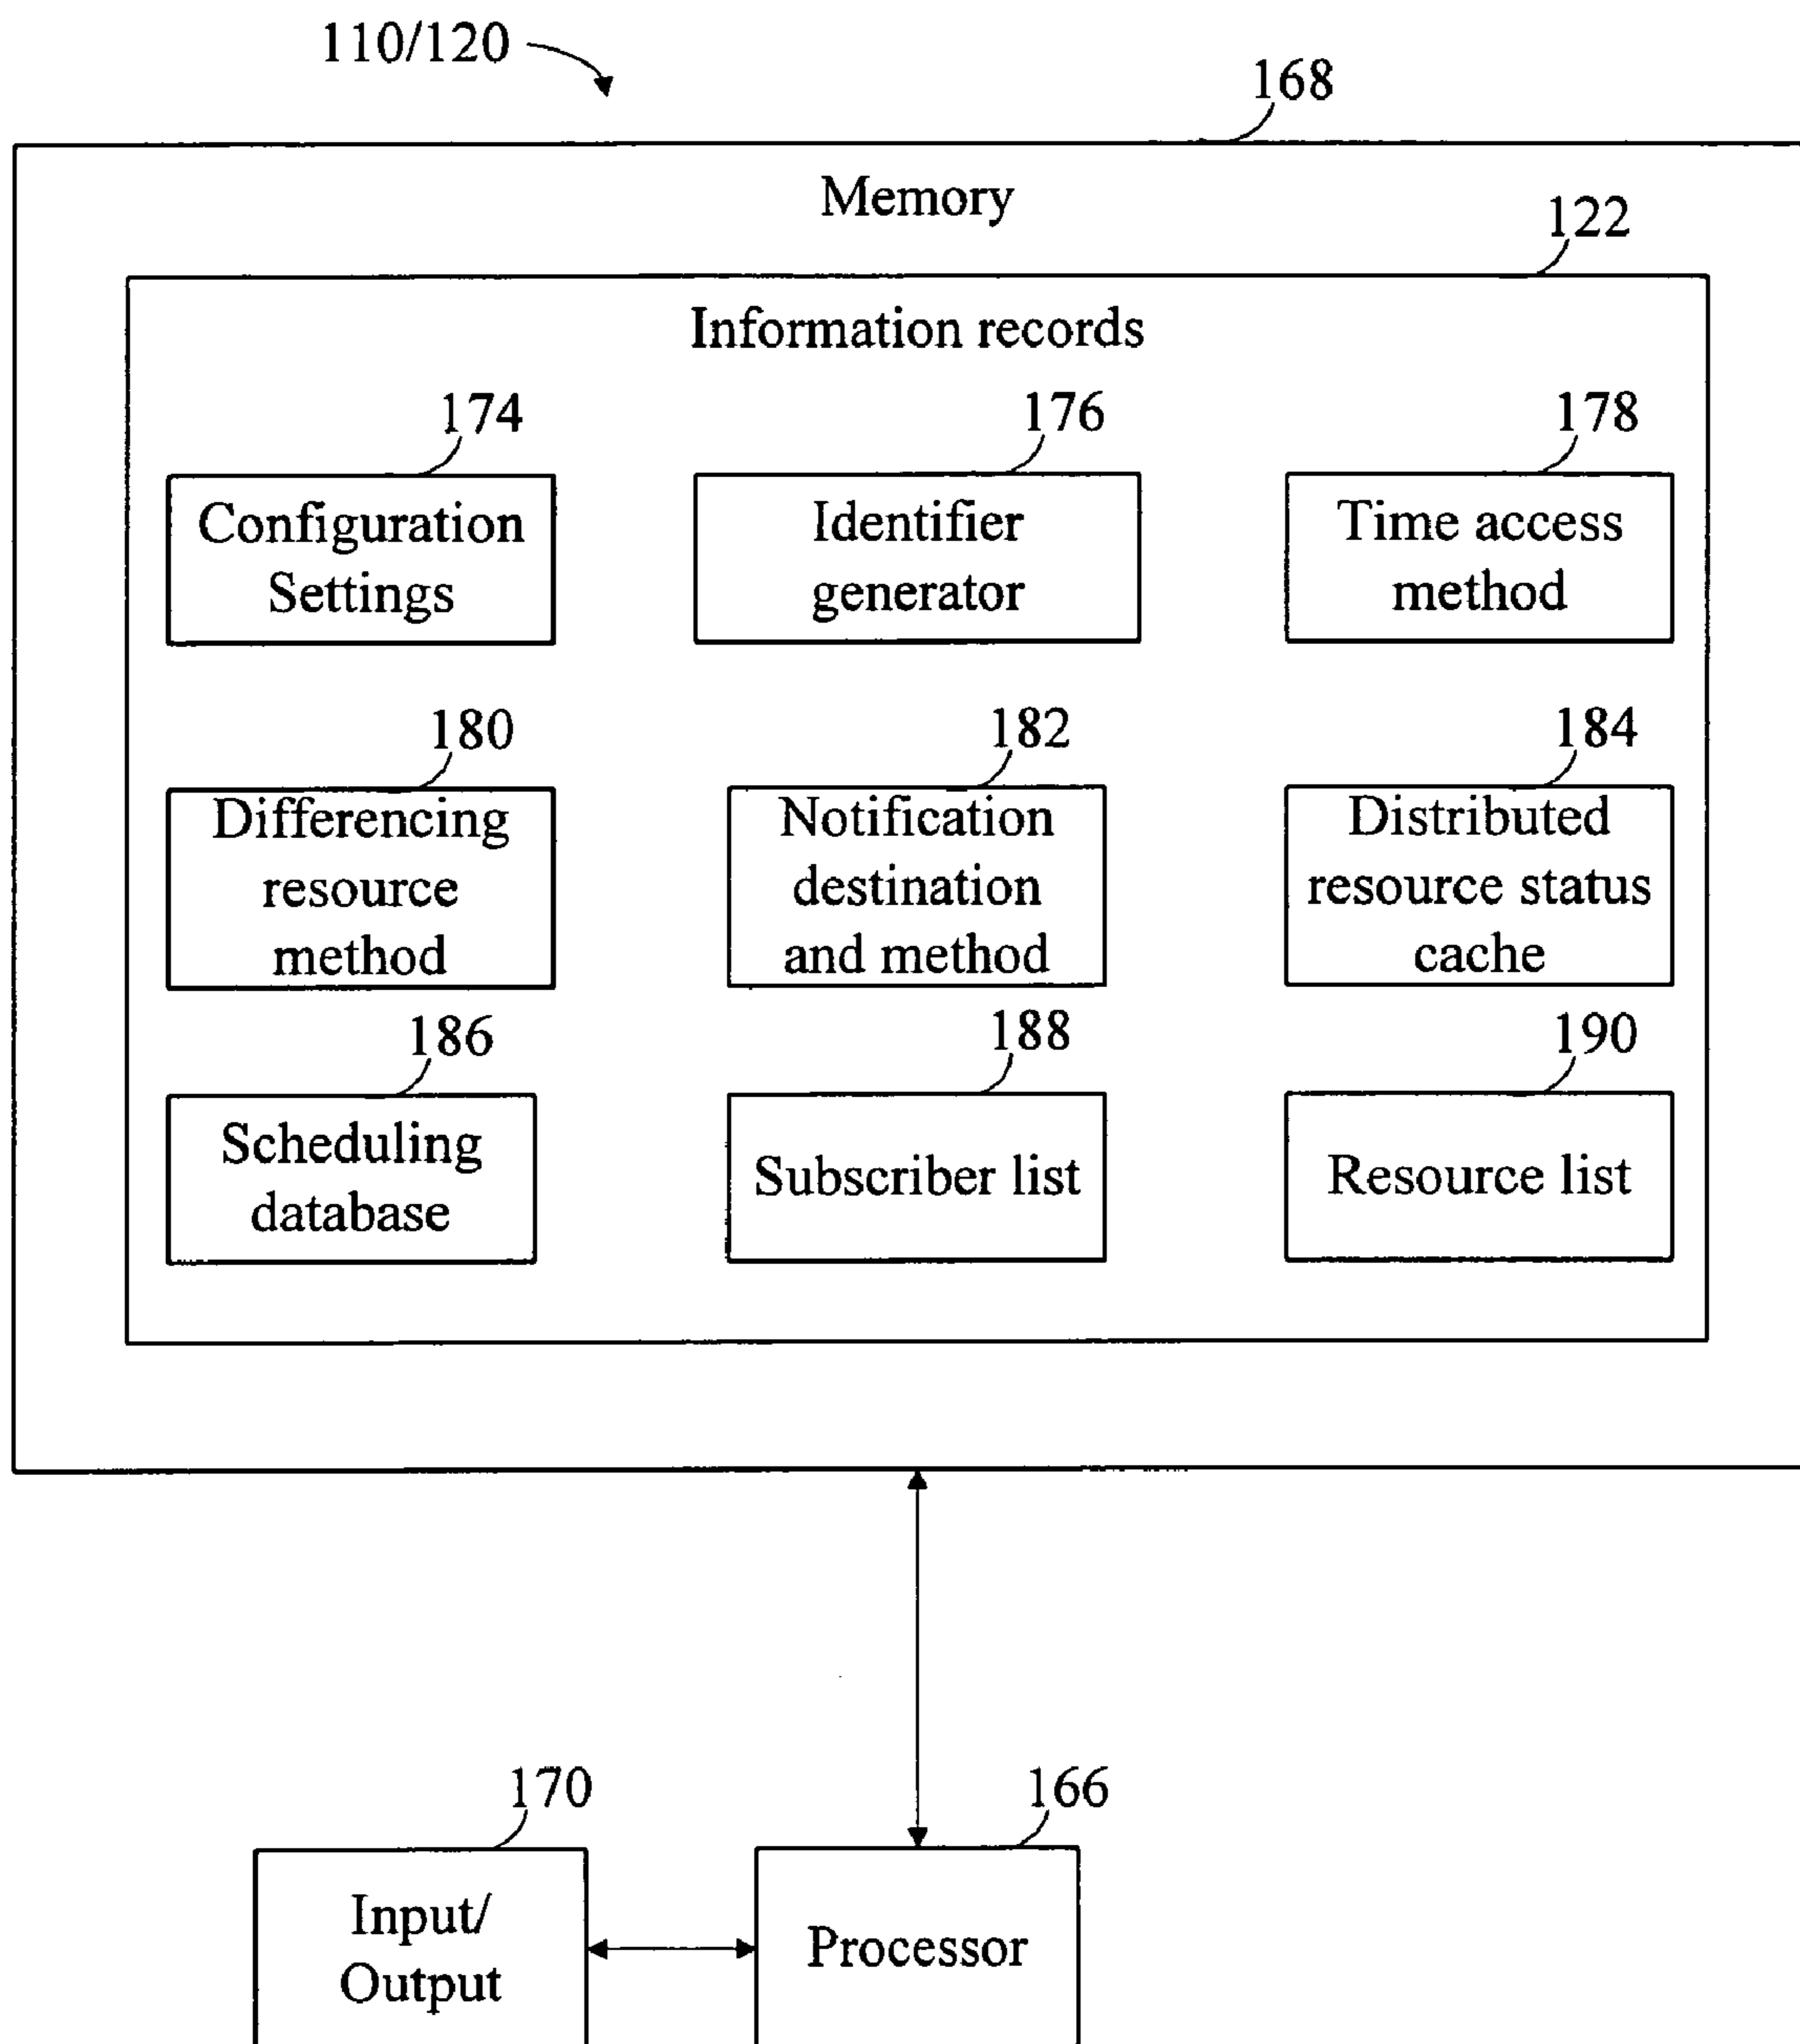 110/120
168
Memory
122
Information records
174
176
178
Configuration
Settings
Identifier
generator
Time access
method
180
182
184
Differencing
resource
method
Notification
destination
and method
Distributed
resource status
cache
186
188
190
Scheduling
database
Subscriber list
Resource list
170
166
Input/
Output
Processor